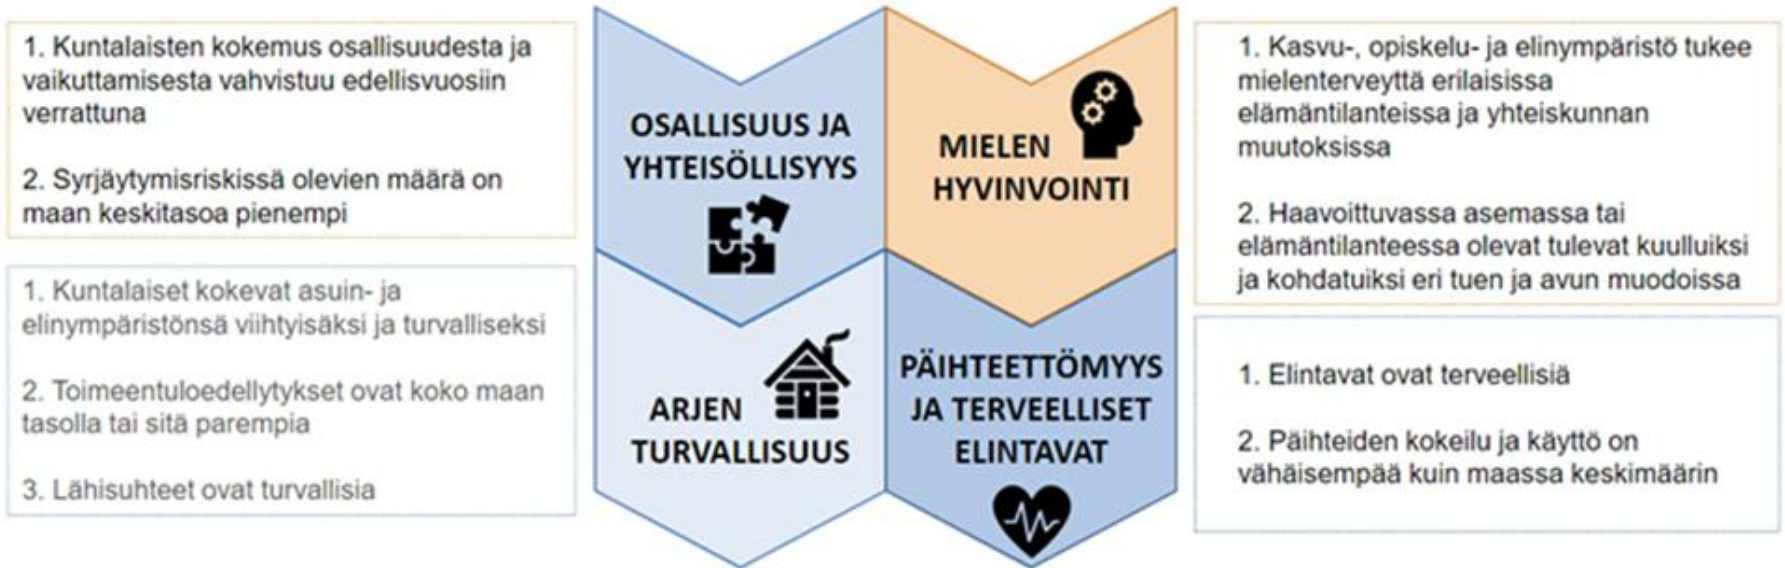 1. Kuntalaisten kokemus osallisuudesta ja
vaikuttamisesta vahvistuu edellisvuosiin
verrattuna
2. Syrjäytymisriskissä olevien määrä on
maan keskitasoa pienempi
OSALLISUUS JA
YHTEISÖLLISYYS
MIELEN
HYVINVOINTI
1. Kasvu-, opiskelu- ja elinympäristö tukee
mielenterveyttä erilaisissa
elämäntilanteissa ja yhteiskunnan
muutoksissa
2. Haavoittuvassa asemassa tai
elämäntilanteessa olevat tulevat kuulluiksi
ja kohdatuiksi eri tuen ja avun muodoissa
1. Kuntalaiset kokevat asuin- ja
elinympäristönsä viihtyisäksi ja turvalliseksi
2. Toimeentuloedellytykset ovat koko maan
tasolla tai sitä parempia
3. Lähisuhteet ovat turvallisia
ARJEN
TURVALLISUUS
PÄIHTEETTÖMYYS
JA TERVEELLISET
ELINTAVAT
1. Elintavat ovat terveellisiä
2. Päihteiden kokeilu ja käyttö on
vähäisempää kuin maassa keskimäärin